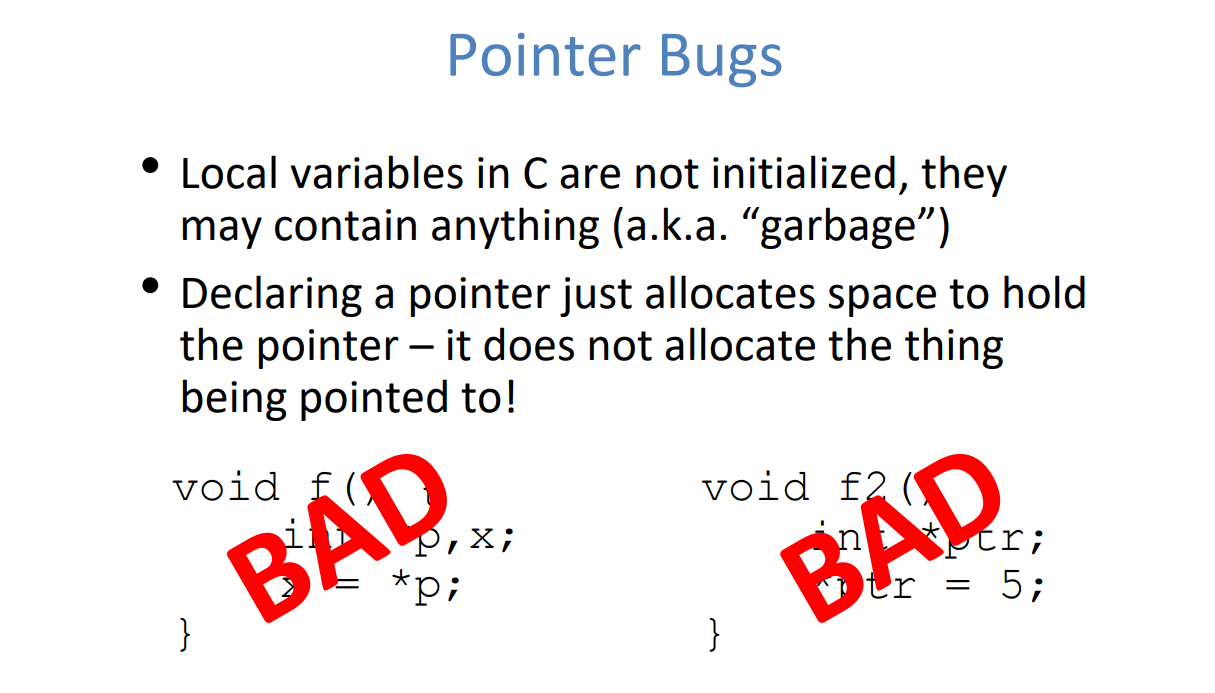 Pointer Bugs
• Local variables in C are not initialized, they
may contain anything (a.k.a. “garbage”)
• Declaring a pointer just allocates space to hold
the pointer – it does not allocate the thing
being pointed to!
void f() {
int *p,x;
x = *p;
}
BAD
void f2()
int *ptr;
*ptr = 5;
}
BAD